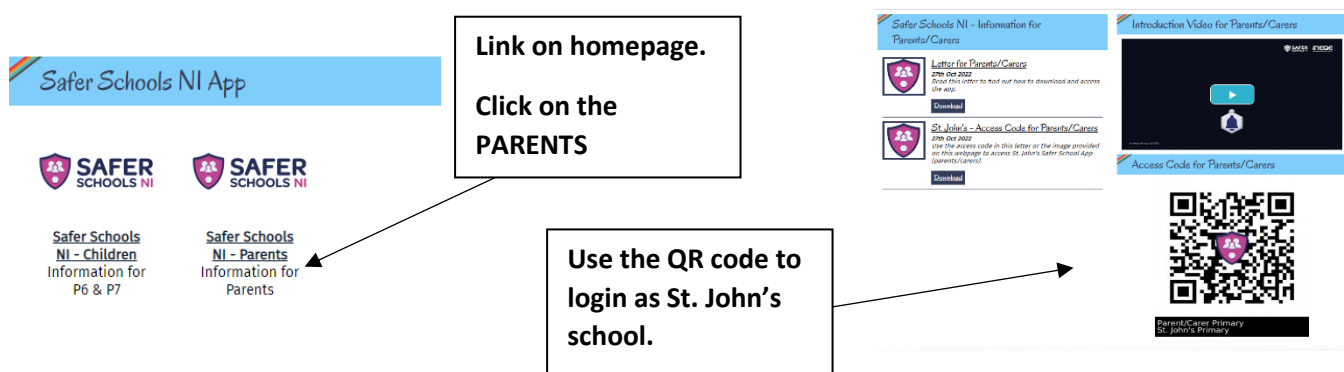 Safer Schools NI App
SAFER
SCHOOLS NI
SAFER
SCHOOLS NI
Safer Schools
NI - Children
Information for
P6 & P7
Safer Schools
NI - Parents
Information for
Parents
Link on homepage.
Click on the
PARENTS
Use the QR code to
login as St. John’s
school.
Safer Schools NI - Information for
Parents/Carers
Letter for Parents/Carers
27th Oct 2022
Read this letter to find out how to download and access
the app.
Download
St. John's - Access Code for Parents/Carers
27th Oct 2022
Use the access code in this letter or the image provided
on this webpage to access St. John's Safer School App
(parents/carers).
Download
Introduction Video for Parents/Carers
SAFER INEQE
Access Code for Parents/Carers
Parent/Carer Primary
St. John's Primary